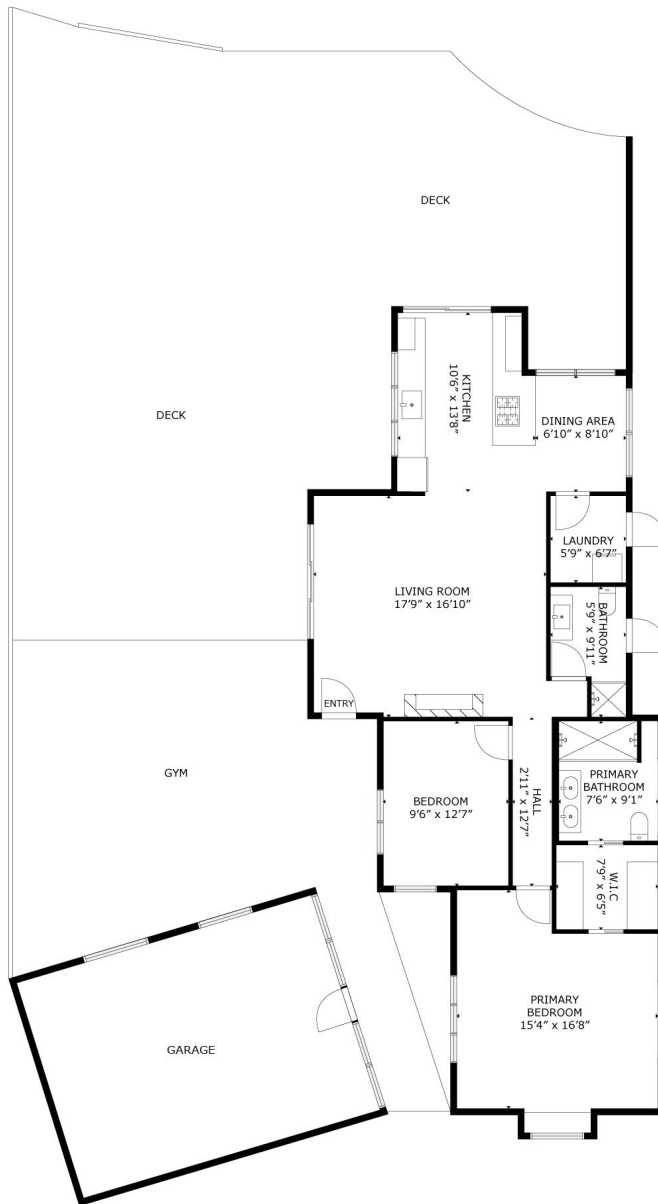 DECK
DECK
KITCHEN
10'6" x 13'8"
DINING AREA
6'10" x 8'10"
LAUNDRY
5'9" x 6'7"
LIVING ROOM
17'9" x 16'10"
BATHROOM
5'9" x 9'11"
ENTRY
GYM
BEDROOM
9'6" x 12'7"
HALL
2'11" x 12'7"
PRIMARY
BATHROOM
7'6" x 9'1"
W.I.C
7'9" x 6'5"
PRIMARY
BEDROOM
15'4" x 16'8"
GARAGE